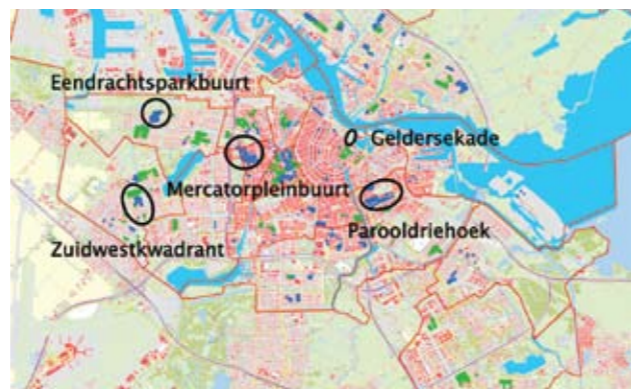 Eendrachtsparkbuurt
Geldersekade
Mercatorpleinbuurt
Parooldriehoek
Zuidwestkwadrant